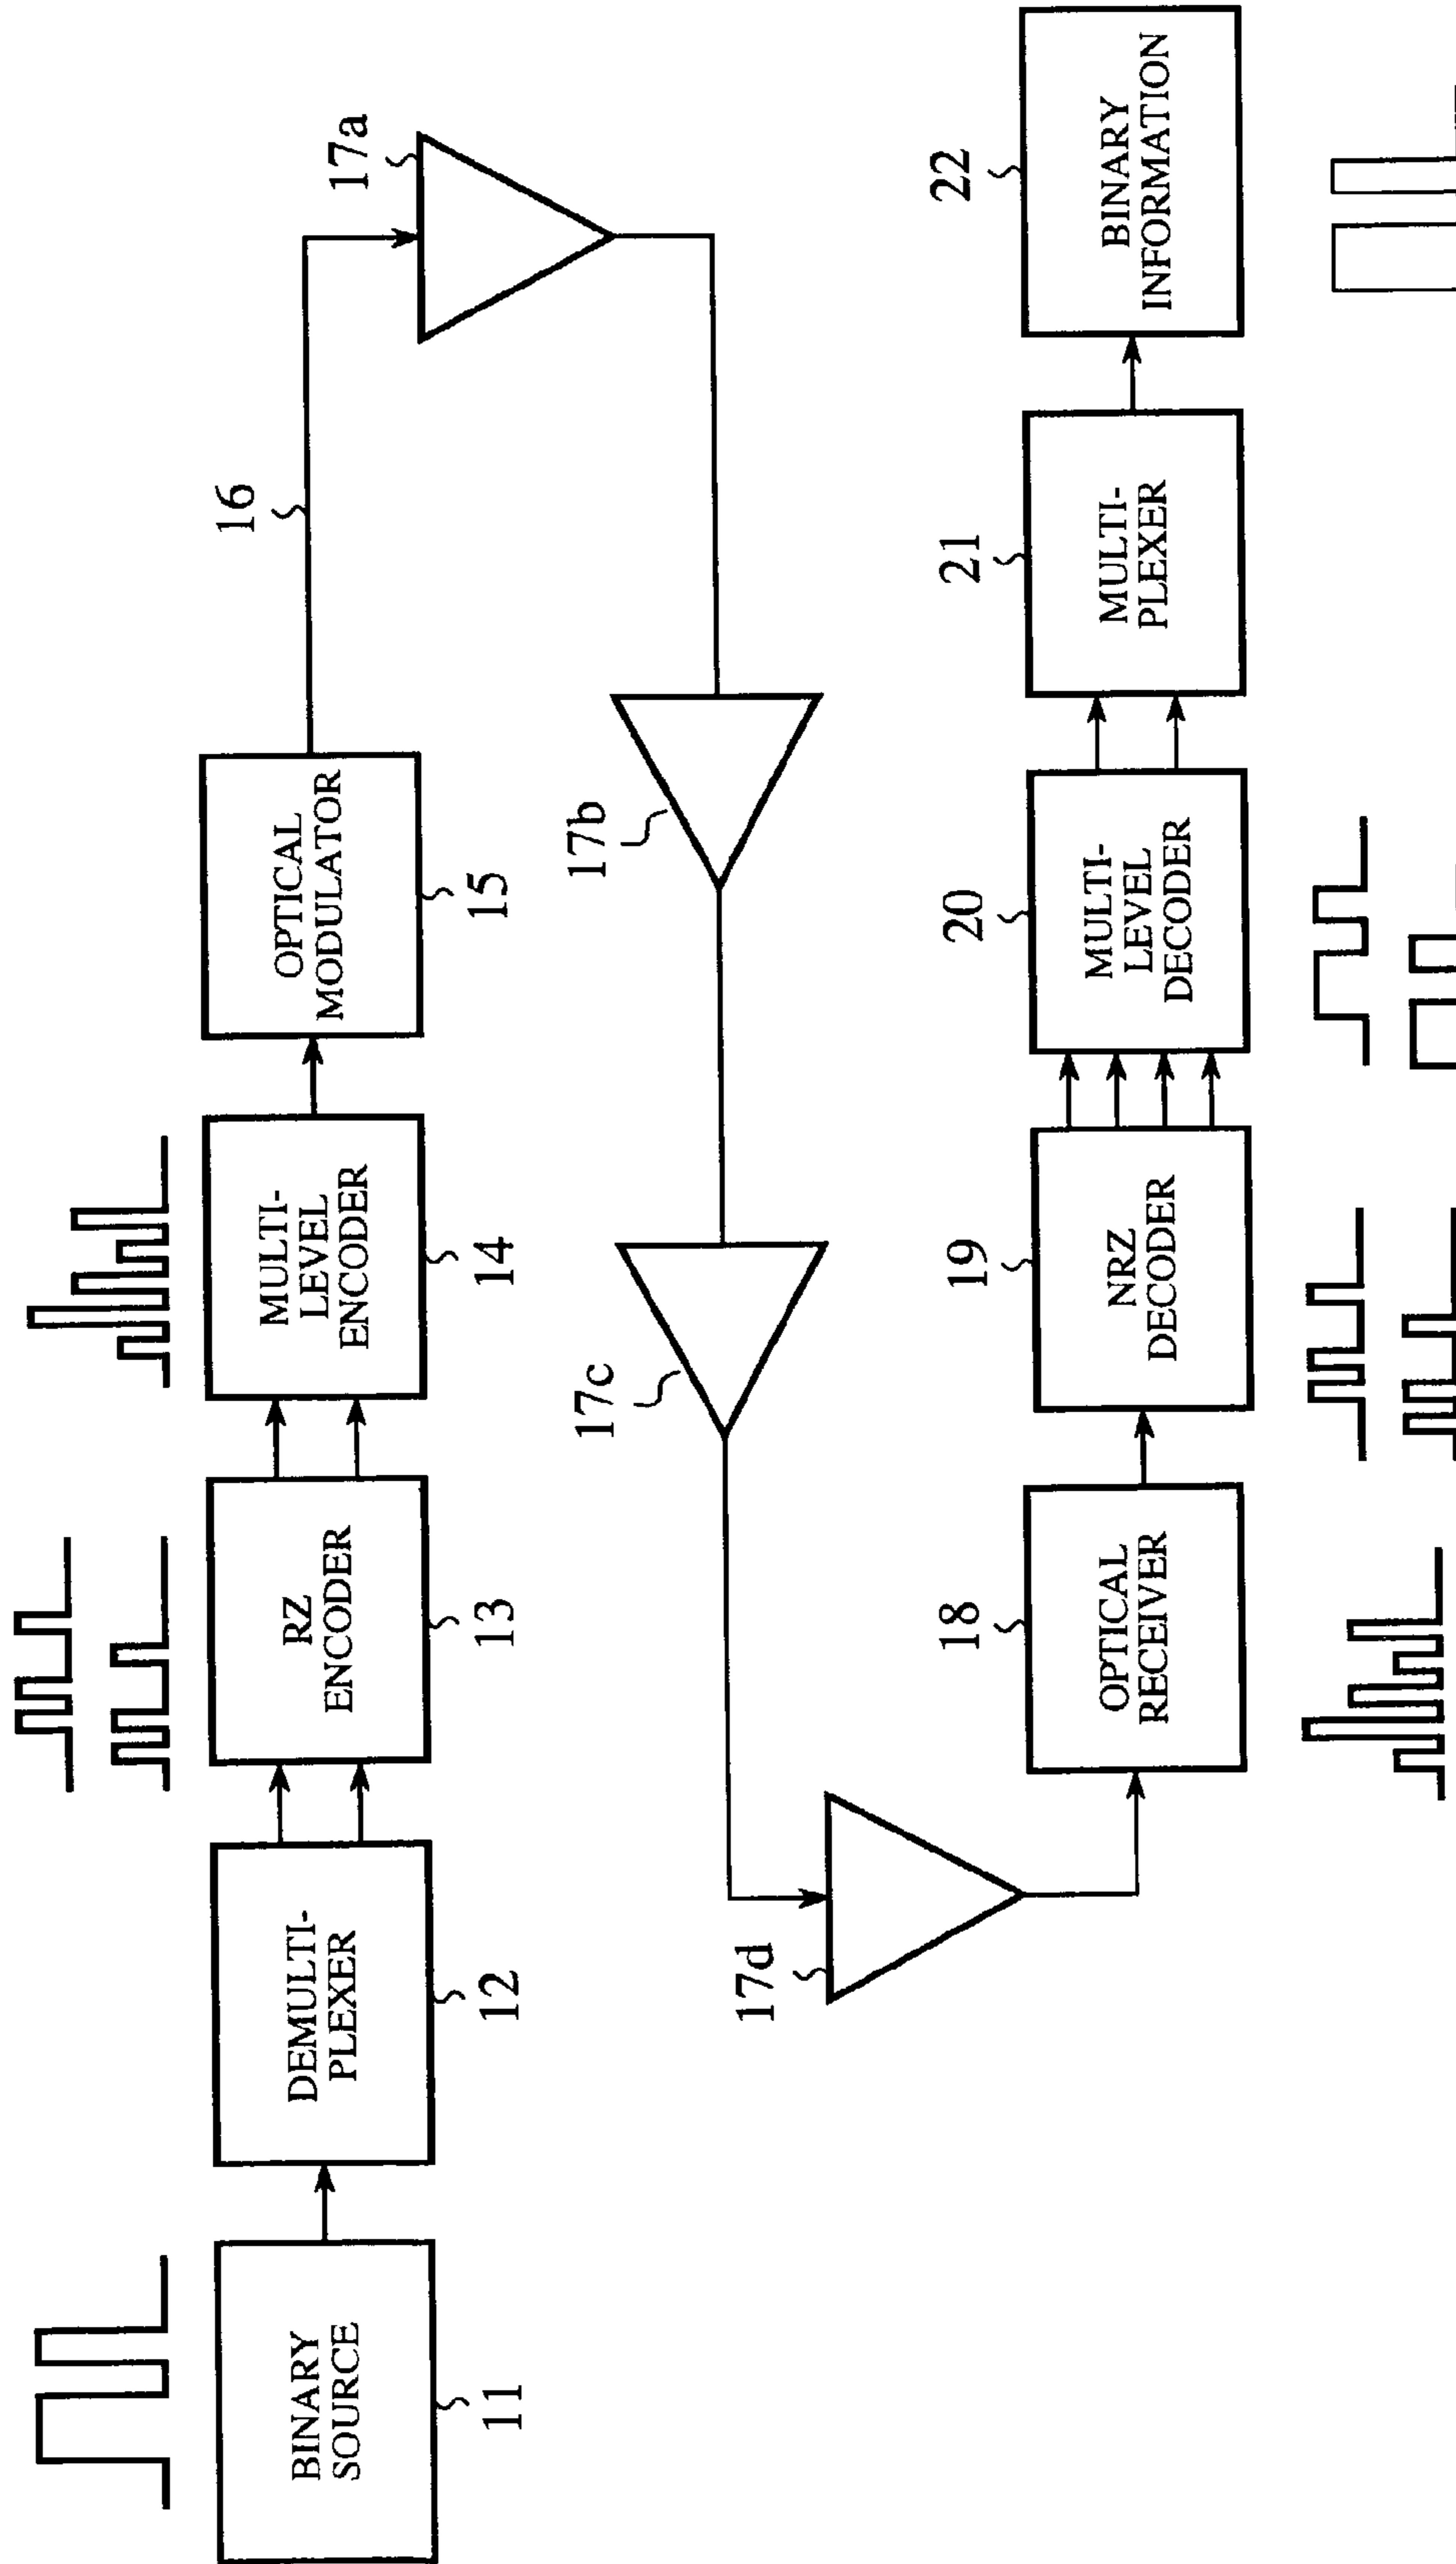 BINARY
SOURCE
11
DEMULTI-
PLEXER
12
RZ
ENCODER
13
MULTI-
LEVEL
ENCODER
14
OPTICAL
MODULATOR
15
16
17a
17b
17c
17d
18
OPTICAL
RECEIVER
19
NRZ
DECODER
20
MULTI-
LEVEL
DECODER
21
MULTI-
PLEXER
22
BINARY
INFORMATION